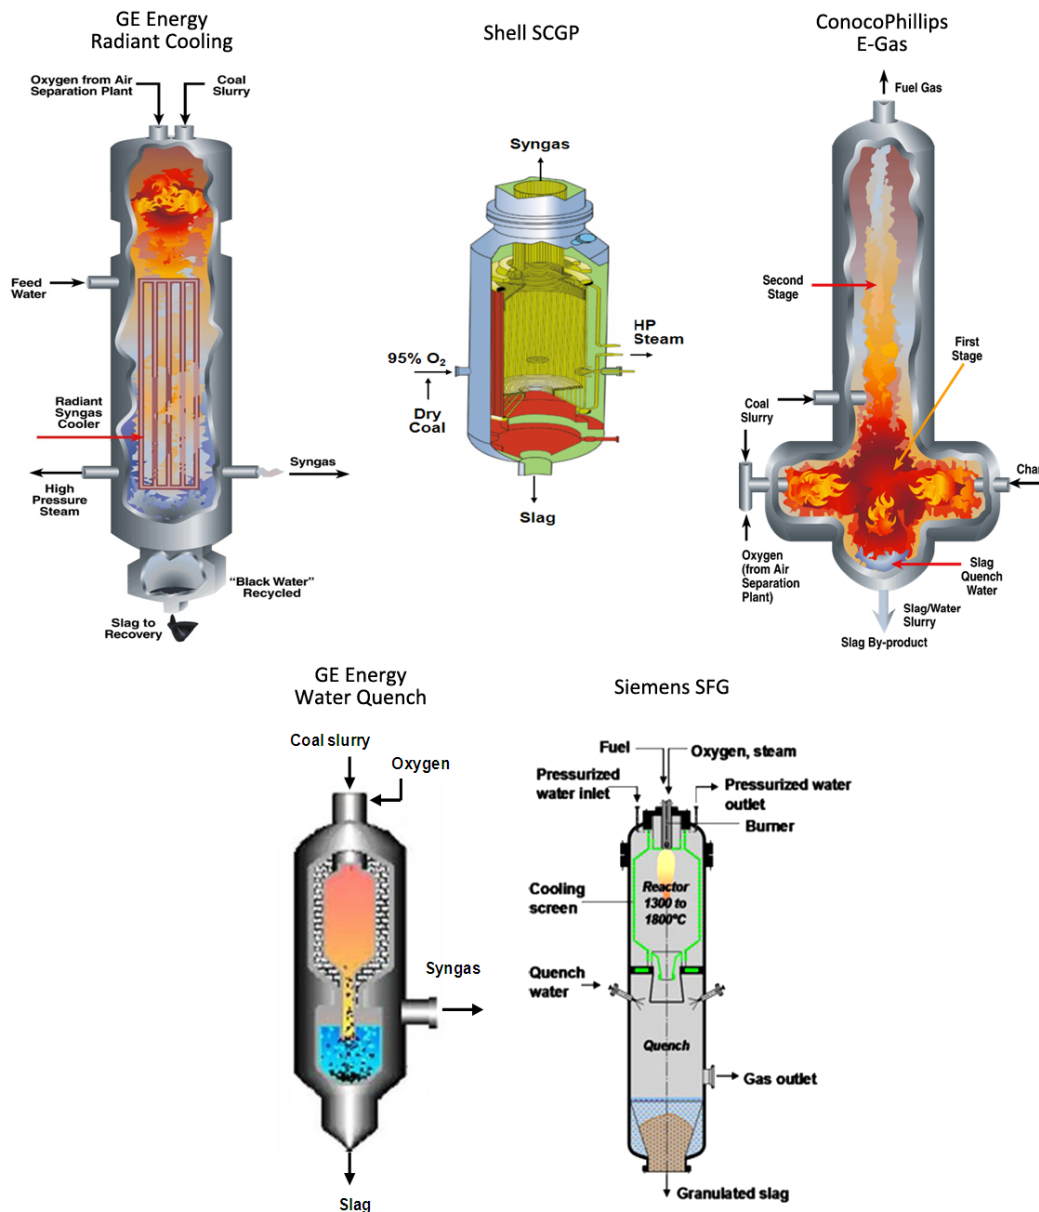 GE Energy
Radiant Cooling
Oxygen from Air
Separation Plant
Coal
Slurry
Feed
Water
Radiant
Syngas
Cooler
High
Pressure
Steam
Syngas
"Black Water"
Recycled
Slag to
Recovery
Shell SCGP
Syngas
95% O₂
Dry
Coal
HP
Steam
Slag
ConocoPhillips
E-Gas
Fuel Gas
Second
Stage
First
Stage
Coal
Slurry
Char
Oxygen
(from Air
Separation
Plant)
Slag
Quench
Water
Slag/Water
Slurry
Slag By-product
GE Energy
Water Quench
Coal slurry
Oxygen
Syngas
Slag
Siemens SFG
Fuel
Oxygen, steam
Pressurized
water inlet
Pressurized water
outlet
Burner
Cooling
screen
Reactor
1300 to
1800°C
Quench
water
Quench
Gas outlet
Granulated slag